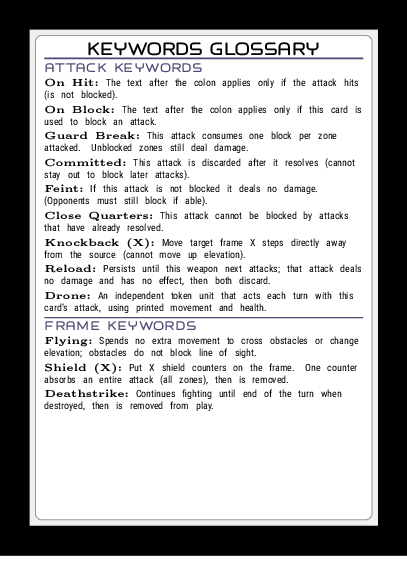 KEYWORDS GLOSSARY
ATTACK KEYWORDS
On Hit: The text after the colon applies only if the attack hits
(is not blocked).
On Block: The text after the colon applies only if this card is
used to block an attack.
Guard Break: This attack consumes one block per zone
attacked. Unblocked zones still deal damage.
Committed: This attack is discarded after it resolves (cannot
stay out to block later attacks).
Feint: If this attack is not blocked it deals no damage.
(Opponents must still block if able).
Close Quarters: This attack cannot be blocked by attacks
that have already resolved.
Knockback (X): Move target frame X steps directly away
from the source (cannot move up elevation).
Reload: Persists until this weapon next attacks; that attack deals
no damage and has no effect, then both discard.
Drone: An independent token unit that acts each turn with this
card's attack, using printed movement and health.
FRAME KEYWORDS
Flying: Spends no extra movement to cross obstacles or change
elevation; obstacles do not block line of sight.
Shield (X): Put X shield counters on the frame. One counter
absorbs an entire attack (all zones), then is removed.
Deathstrike: Continues fighting until end of the turn when
destroyed, then is removed from play.